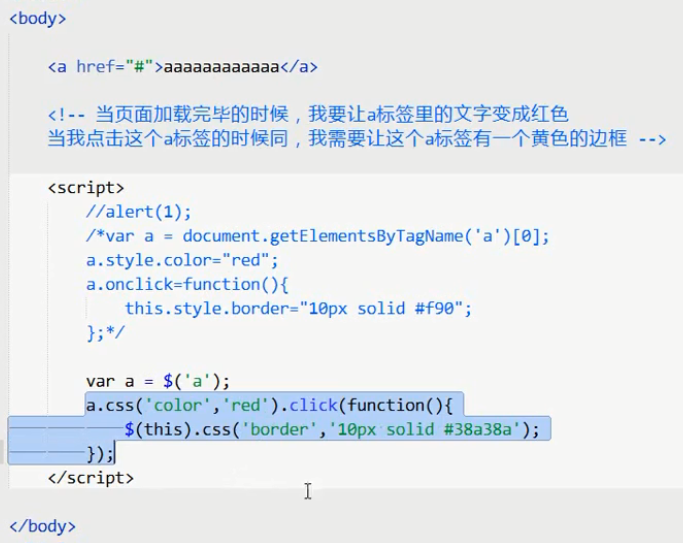 <body>
<a href="#">aaaaaaaaaaaa</a>
<!-- 当页面加载完毕的时候，我要让a标签里的文字变成红色
当我点击这个a标签的时候同，我需要让这个a标签有一个黄色的边框 -->
<script>
//alert(1);
/*var a = document.getElementsByTagName('a')[0];
a.style.color="red";
a.onclick=function(){
this.style.border="10px solid #f90";
};*/
var a = $('a');
a.css('color','red').click(function(){
$(this).css('border','10px solid #38a38a');
});
</script>
</body>